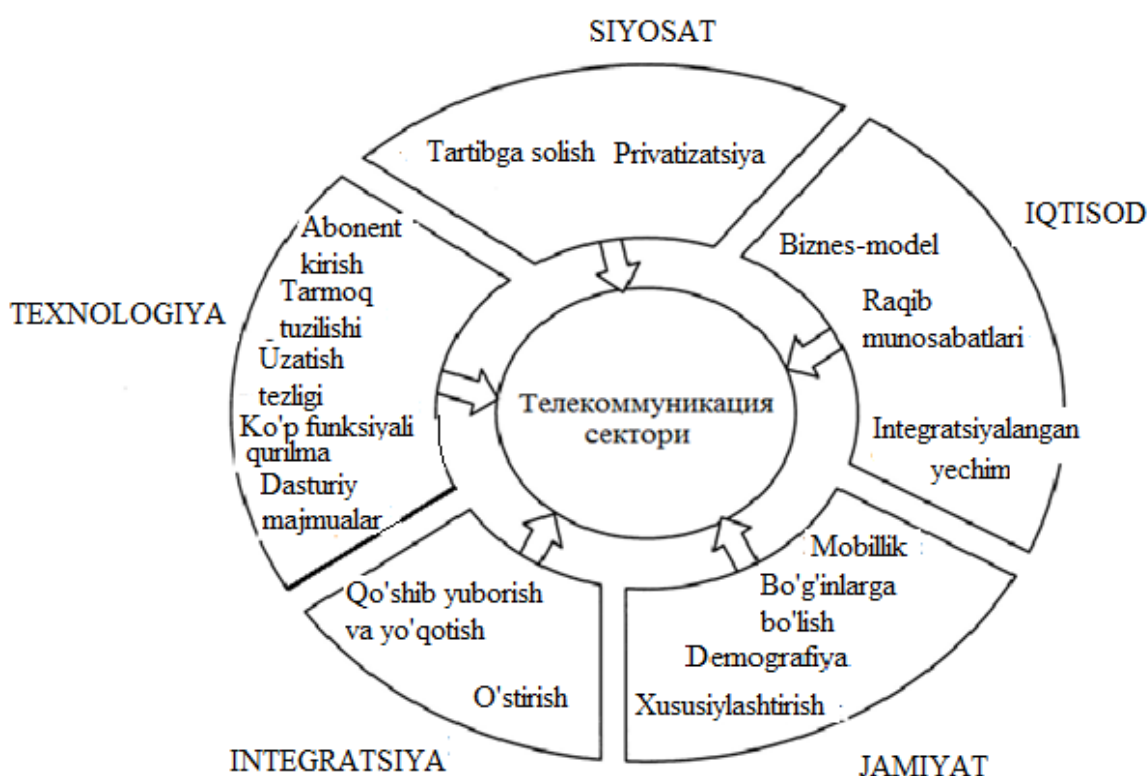 SIYOSAT
Tartibga solish Privatizatsiya
IQTISOD
Biznes-model
Raqib
munosabatlari
Integratsiyalangan
yechim
TEXNOLOGIYA
Abonent
kirish
Tarmoq
tuzilishi
Uzatish
tezligi
Ko'p funksiyali
qurilma
Dasturiy
majmualar
Телекоммуникация
сектори
Qo'shib yuborish
va yo'qotish
O'stirish
INTEGRATSIYA
Mobillik
Bo'g'inlarga
bo'lish
Demografiya
Xususiylashtirish
JAMIYAT